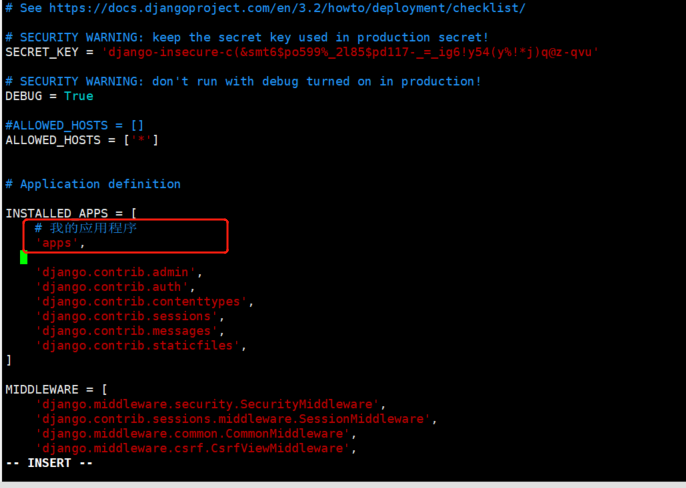 # See https://docs.djangoproject.com/en/3.2/howto/deployment/checklist/
# SECURITY WARNING: keep the secret key used in production secret!
SECRET_KEY = 'django-insecure-c(&smt6$po599%_2l85$pd117-_=_ig6!y54(y%!*j)q@z-qvu'
# SECURITY WARNING: don't run with debug turned on in production!
DEBUG = True
#ALLOWED_HOSTS = []
ALLOWED_HOSTS = ['*']
# Application definition
INSTALLED_APPS = [
# 我的应用程序
'apps',
'django.contrib.admin',
'django.contrib.auth',
'django.contrib.contenttypes',
'django.contrib.sessions',
'django.contrib.messages',
'django.contrib.staticfiles',
]
MIDDLEWARE = [
'django.middleware.security.SecurityMiddleware',
'django.contrib.sessions.middleware.SessionMiddleware',
'django.middleware.common.CommonMiddleware',
'django.middleware.csrf.CsrfViewMiddleware',
-- INSERT --